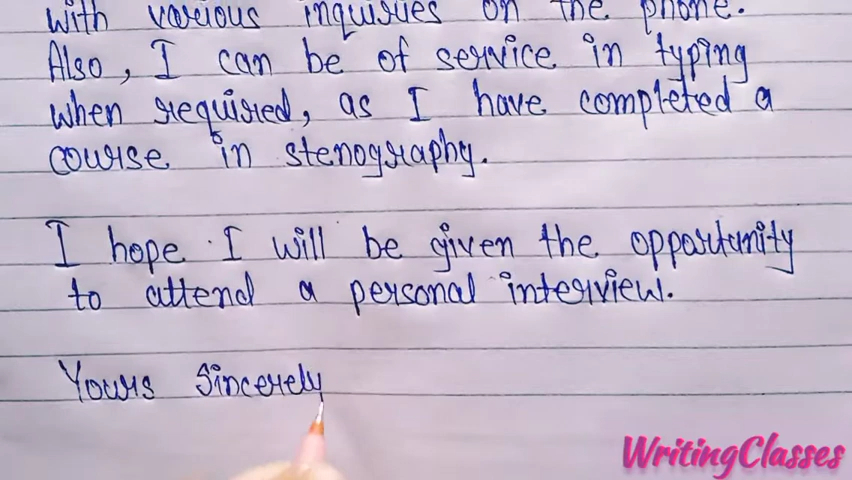 with various inquiries on the phone.
Also, I can be of service in typing
when required, as I have completed a
course in stenography.
I hope I will be given the opportunity
to attend a personal interview.
Yours Sincerely
WritingClasses